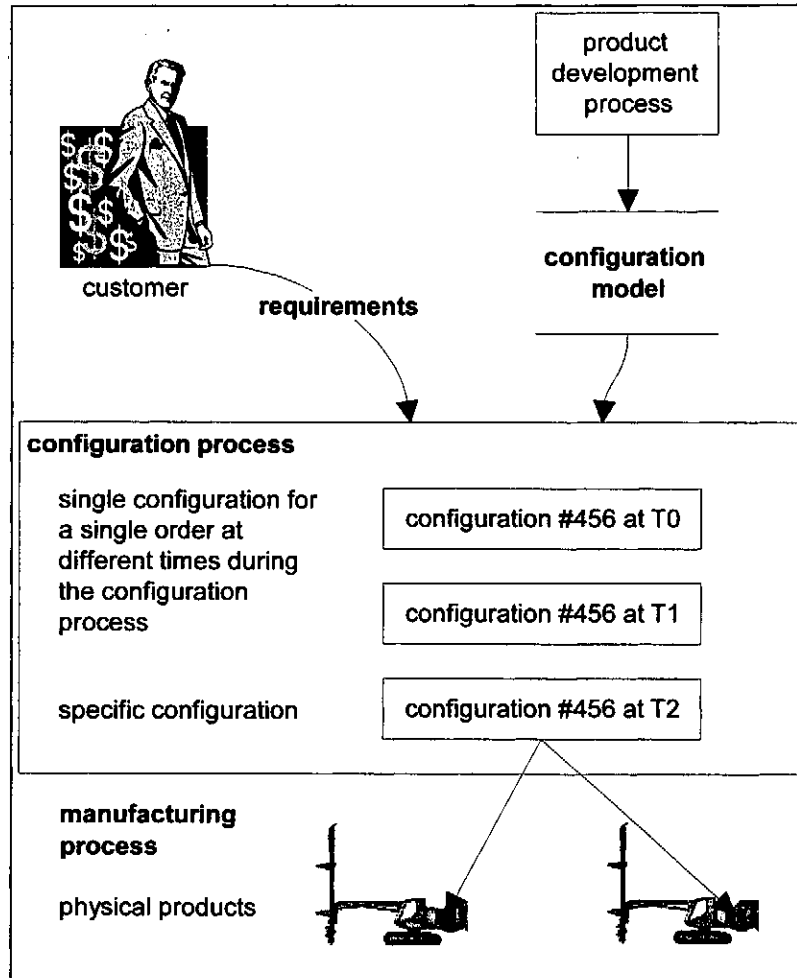 product
development
process
configuration
model
customer
requirements
configuration process
single configuration for
a single order at
different times during
the configuration
process
configuration #456 at T0
configuration #456 at T1
specific configuration
configuration #456 at T2
manufacturing
process
physical products
$ $ $ $ $ $ $ $ $ $